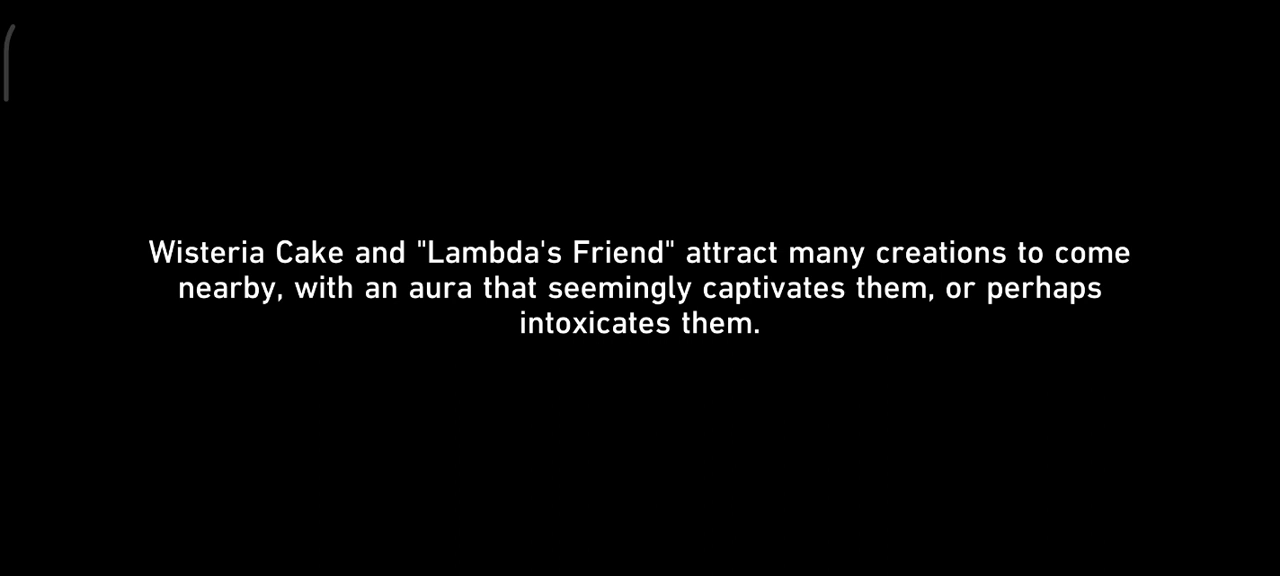 Wisteria Cake and "Lambda's Friend" attract many creations to come
nearby, with an aura that seemingly captivates them, or perhaps
intoxicates them.